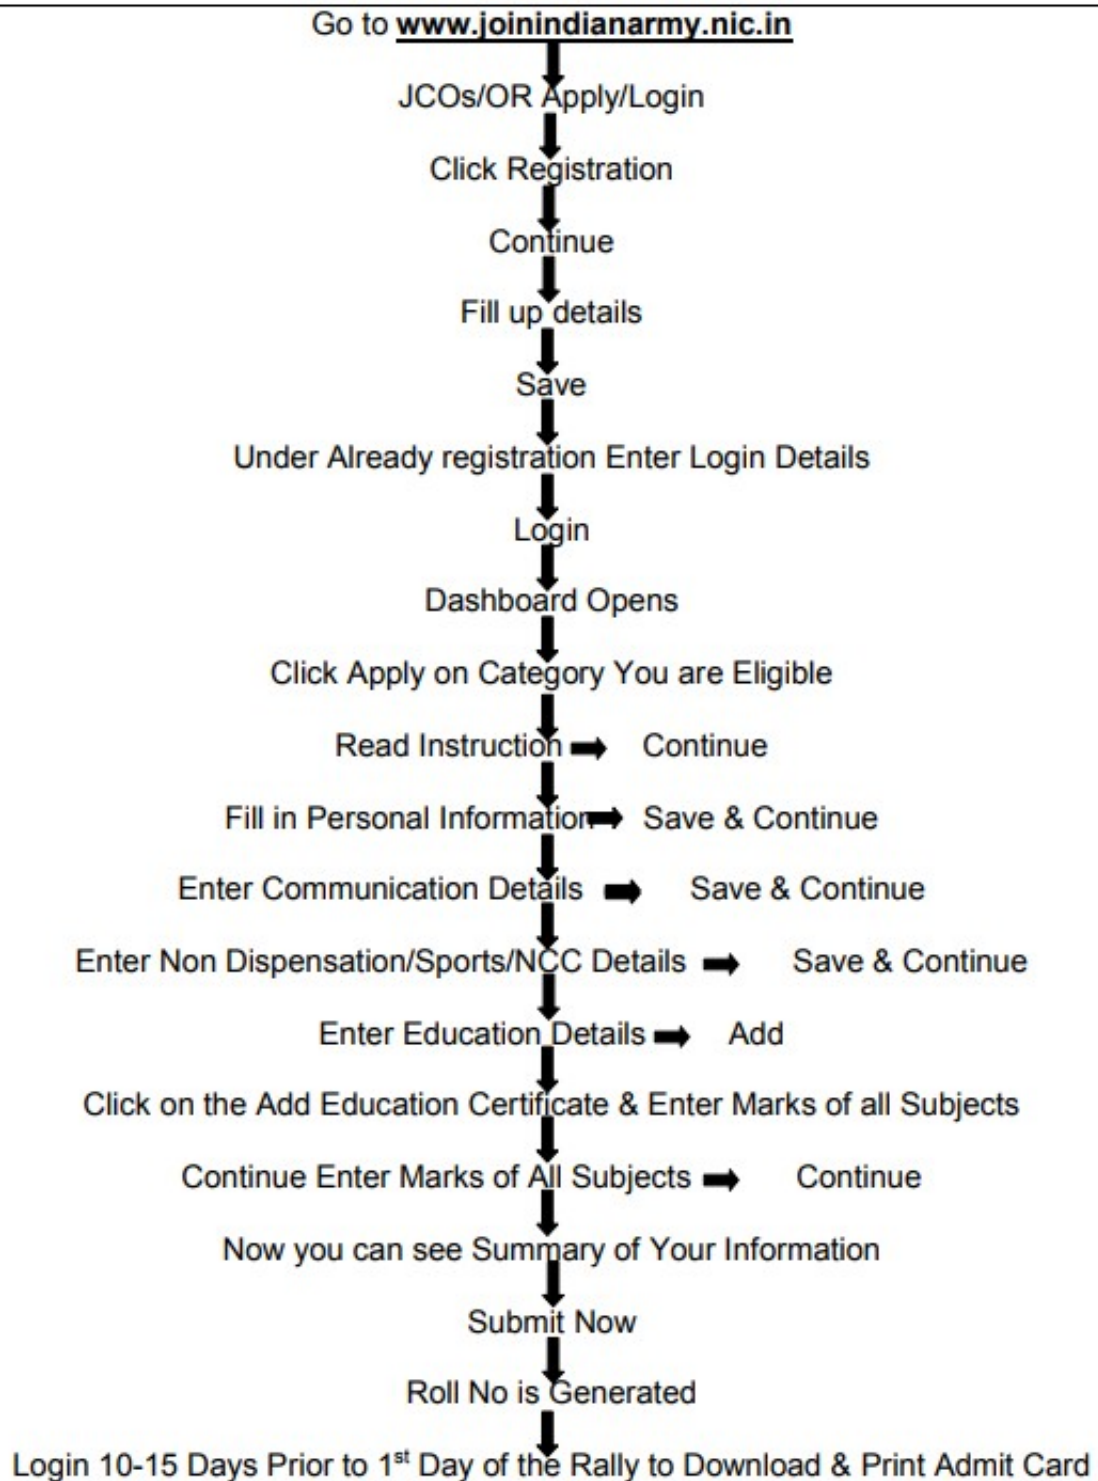 Go to www.joinindianarmy.nic.in
JCOs/OR Apply/Login
Click Registration
Continue
Fill up details
Save
Under Already registration Enter Login Details
Login
Dashboard Opens
Click Apply on Category You are Eligible
Read Instruction Continue
Fill in Personal Information Save & Continue
Enter Communication Details Save & Continue
Enter Non Dispensation/Sports/NCC Details Save & Continue
Enter Education Details Add
Click on the Add Education Certificate & Enter Marks of all Subjects
Continue Enter Marks of All Subjects Continue
Now you can see Summary of Your Information
Submit Now
Roll No is Generated
Login 10-15 Days Prior to 1st Day of the Rally to Download & Print Admit Card